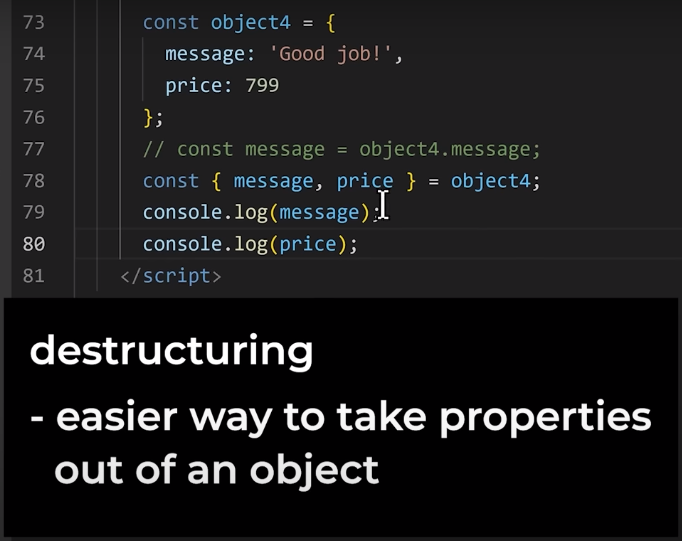 73 const object4 = {
74 message: 'Good job!',
75 price: 799
76 };
77 // const message = object4.message;
78 const { message, price } = object4;
79 console.log(message);
80 console.log(price);
81 </script>
destructuring
- easier way to take properties
out of an object